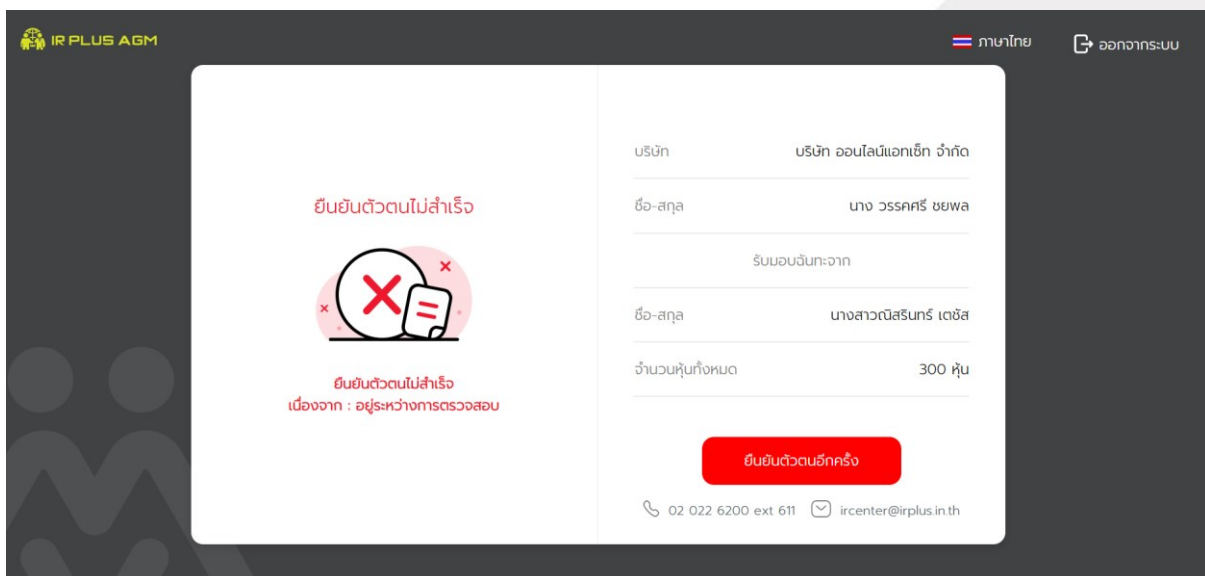 IR PLUS AGM
ภาษาไทย
ออกจากระบบ
ยืนยันตัวตนไม่สำเร็จ
ยืนยันตัวตนไม่สำเร็จ
เนื่องจาก : อยู่ระหว่างการตรวจสอบ
บริษัท บริษัท ออนไลน์แอทเซ็ท จำกัด
ชื่อ-สกุล นาง วรรคศรี ชยพล
รับมอบฉันทะจาก
ชื่อ-สกุล นางสาวณิสรินทร์ เตชัส
จำนวนหุ้นทั้งหมด 300 หุ้น
ยืนยันตัวตนอีกครั้ง
02 022 6200 ext 611 ircenter@irplus.in.th